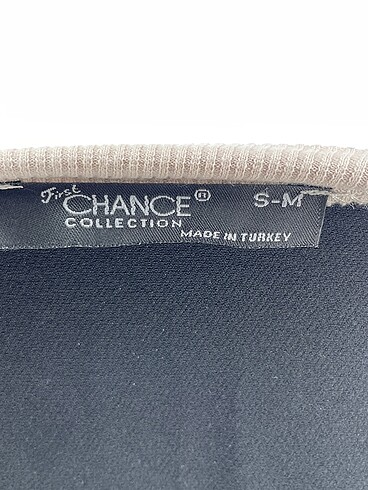 First
CHANCE® S-M
COLLECTION
MADE IN TURKEY